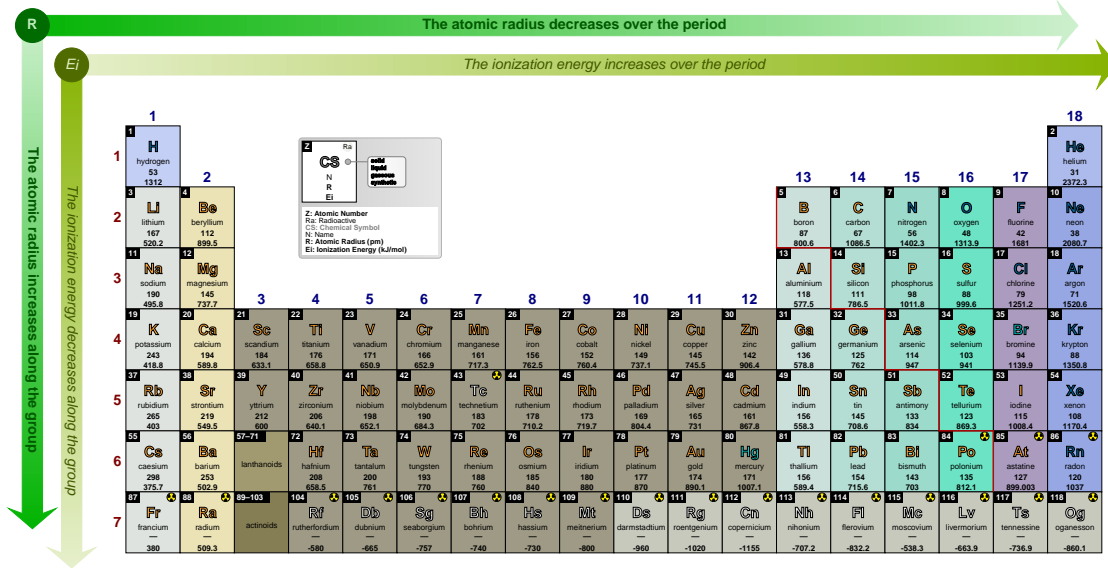 R
The atomic radius decreases over the period
Ei
The ionization energy increases over the period
The atomic radius increases along the group
The ionization energy decreases along the group
1 2 3 4 5 6 7 8 9 10 11 12 13 14 15 16 17 18
Z
Ra
CS
N
R
Ei
solid
liquid
gaseous
synthetic
Z: Atomic Number
Ra: Radioactive
CS: Chemical Symbol
N: Name
R: Atomic Radius (pm)
Ei: Ionization Energy (kJ/mol)
1
1 H hydrogen 53 1312
2 He helium 31 2372.3
2
3 Li lithium 167 520.2
4 Be beryllium 112 899.5
5 B boron 87 800.6
6 C carbon 67 1086.5
7 N nitrogen 56 1402.3
8 O oxygen 48 1313.9
9 F fluorine 42 1681
10 Ne neon 38 2080.7
3
11 Na sodium 190 495.8
12 Mg magnesium 145 737.7
13 Al aluminium 118 577.5
14 Si silicon 111 786.5
15 P phosphorus 98 1011.8
16 S sulfur 88 999.6
17 Cl chlorine 79 1251.2
18 Ar argon 71 1520.6
4
19 K potassium 243 418.8
20 Ca calcium 194 589.8
21 Sc scandium 184 633.1
22 Ti titanium 176 658.8
23 V vanadium 171 650.9
24 Cr chromium 166 652.9
25 Mn manganese 161 717.3
26 Fe iron 156 762.5
27 Co cobalt 152 760.4
28 Ni nickel 149 737.1
29 Cu copper 145 745.5
30 Zn zinc 142 906.4
31 Ga gallium 136 578.8
32 Ge germanium 125 762
33 As arsenic 114 947
34 Se selenium 103 941
35 Br bromine 94 1139.9
36 Kr krypton 88 1350.8
5
37 Rb rubidium 265 403
38 Sr strontium 219 549.5
39 Y yttrium 212 600
40 Zr zirconium 206 640.1
41 Nb niobium 198 652.1
42 Mo molybdenum 190 684.3
43 Tc technetium 183 702
44 Ru ruthenium 178 710.2
45 Rh rhodium 173 719.7
46 Pd palladium 169 804.4
47 Ag silver 165 731
48 Cd cadmium 161 867.8
49 In indium 156 558.3
50 Sn tin 145 708.6
51 Sb antimony 133 834
52 Te tellurium 123 869.3
53 I iodine 115 1008.4
54 Xe xenon 108 1170.4
6
55 Cs caesium 298 375.7
56 Ba barium 253 502.9
57–71 lanthanoids
72 Hf hafnium 208 658.5
73 Ta tantalum 200 761
74 W tungsten 193 770
75 Re rhenium 188 760
76 Os osmium 185 840
77 Ir iridium 180 880
78 Pt platinum 177 870
79 Au gold 174 890.1
80 Hg mercury 171 1007.1
81 Tl thallium 156 589.4
82 Pb lead 154 715.6
83 Bi bismuth 143 703
84 Po polonium 135 812.1
85 At astatine 127 899.003
86 Rn radon 120 1037
7
87 Fr francium — 380
88 Ra radium — 509.3
89–103 actinoids
104 Rf rutherfordium — -580
105 Db dubnium — -665
106 Sg seaborgium — -757
107 Bh bohrium — -740
108 Hs hassium — -730
109 Mt meitnerium — -800
110 Ds darmstadtium — -960
111 Rg roentgenium — -1020
112 Cn copernicium — -1155
113 Nh nihonium — -707.2
114 Fl flerovium — -832.2
115 Mc moscovium — -538.3
116 Lv livermorium — -663.9
117 Ts tennessine — -736.9
118 Og oganesson — -860.1